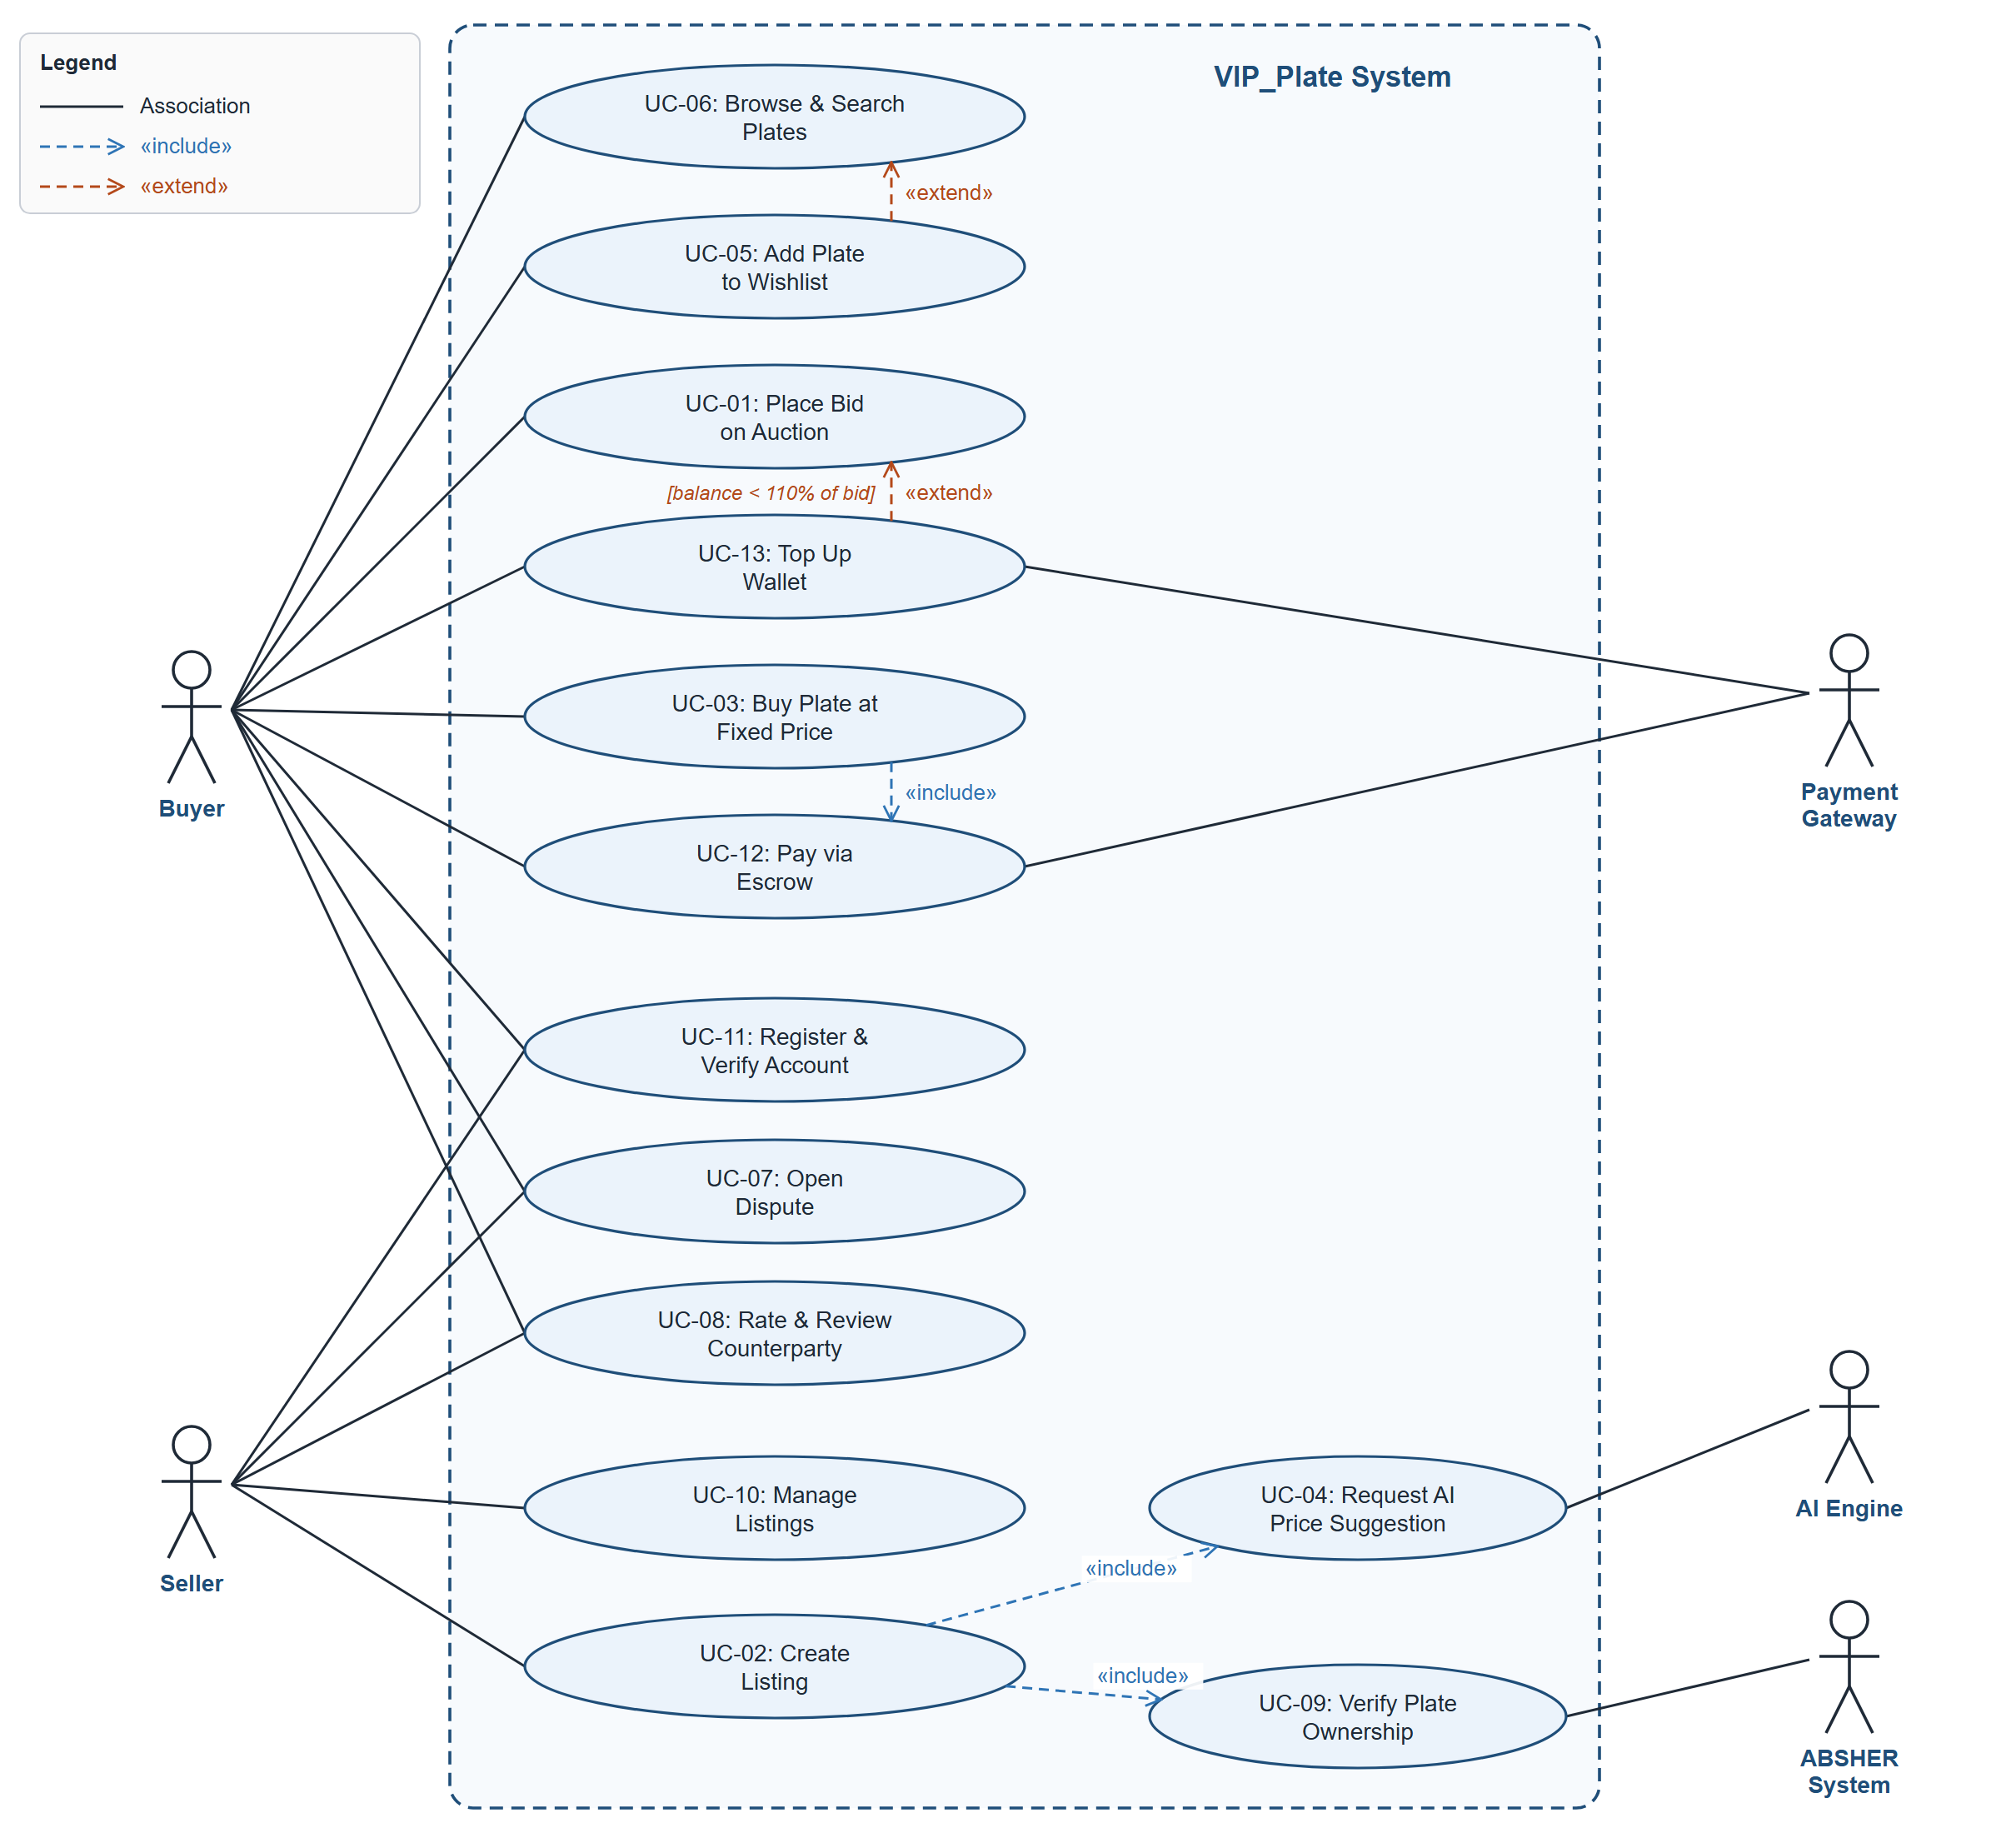 Legend
Association
«include»
«extend»
VIP_Plate System
UC-06: Browse & Search
Plates
«extend»
UC-05: Add Plate
to Wishlist
UC-01: Place Bid
on Auction
[balance < 110% of bid]
«extend»
UC-13: Top Up
Wallet
UC-03: Buy Plate at
Fixed Price
Buyer
Payment
Gateway
«include»
UC-12: Pay via
Escrow
UC-11: Register &
Verify Account
UC-07: Open
Dispute
UC-08: Rate & Review
Counterparty
UC-10: Manage
Listings
UC-04: Request AI
Price Suggestion
AI Engine
Seller
«include»
UC-02: Create
Listing
«include»
UC-09: Verify Plate
Ownership
ABSHER
System